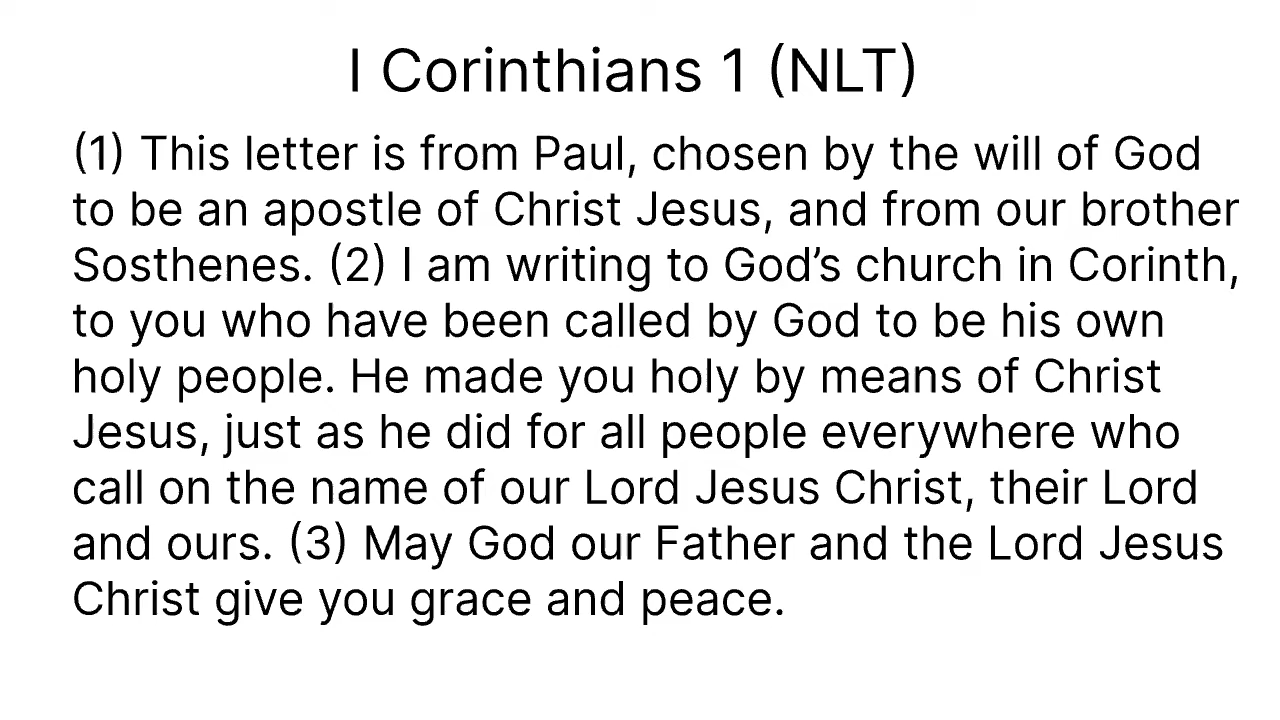 I Corinthians 1 (NLT)
(1) This letter is from Paul, chosen by the will of God
to be an apostle of Christ Jesus, and from our brother
Sosthenes. (2) I am writing to God’s church in Corinth,
to you who have been called by God to be his own
holy people. He made you holy by means of Christ
Jesus, just as he did for all people everywhere who
call on the name of our Lord Jesus Christ, their Lord
and ours. (3) May God our Father and the Lord Jesus
Christ give you grace and peace.